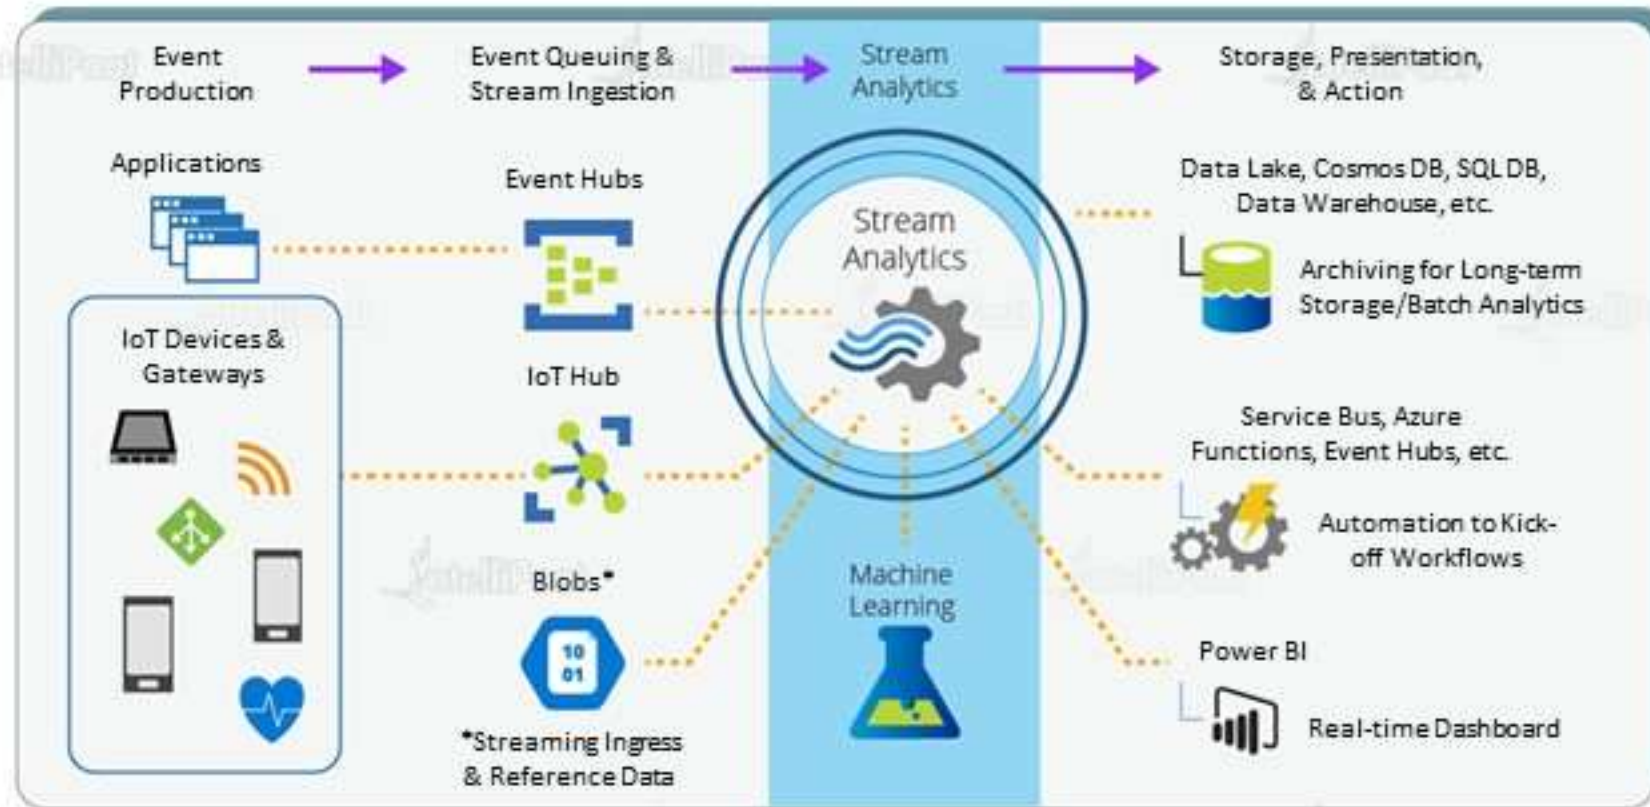 Event
Production
Event Queuing &
Stream Ingestion
Stream
Analytics
Storage, Presentation,
& Action
Applications
IoT Devices &
Gateways
Event Hubs
IoT Hub
Blobs*
10
01
*Streaming Ingress
& Reference Data
Stream
Analytics
Machine
Learning
Data Lake, Cosmos DB, SQL DB,
Data Warehouse, etc.
Archiving for Long-term
Storage/Batch Analytics
Service Bus, Azure
Functions, Event Hubs, etc.
Automation to Kick-
off Workflows
Power BI
Real-time Dashboard